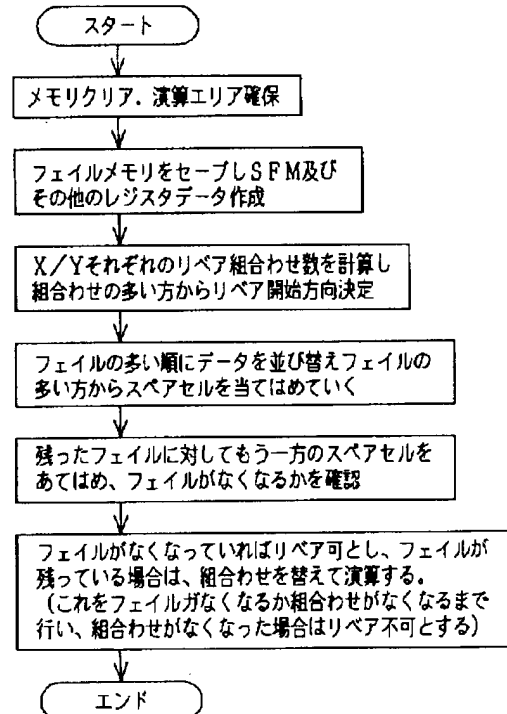 スタート
メモリクリア．演算エリア確保
フェイルメモリをセーブしＳＦＭ及び
その他のレジスタデータ作成
Ｘ／Ｙそれぞれのリペア組合わせ数を計算し
組合わせの多い方からリペア開始方向決定
フェイルの多い順にデータを並び替えフェイルの
多い方からスペアセルを当てはめていく
残ったフェイルに対してもう一方のスペアセルを
あてはめ、フェイルがなくなるかを確認
フェイルがなくなっていればリペア可とし、フェイルが
残っている場合は、組合わせを替えて演算する。
（これをフェイルガなくなるか組合わせがなくなるまで
行い、組合わせがなくなった場合はリペア不可とする）
エンド